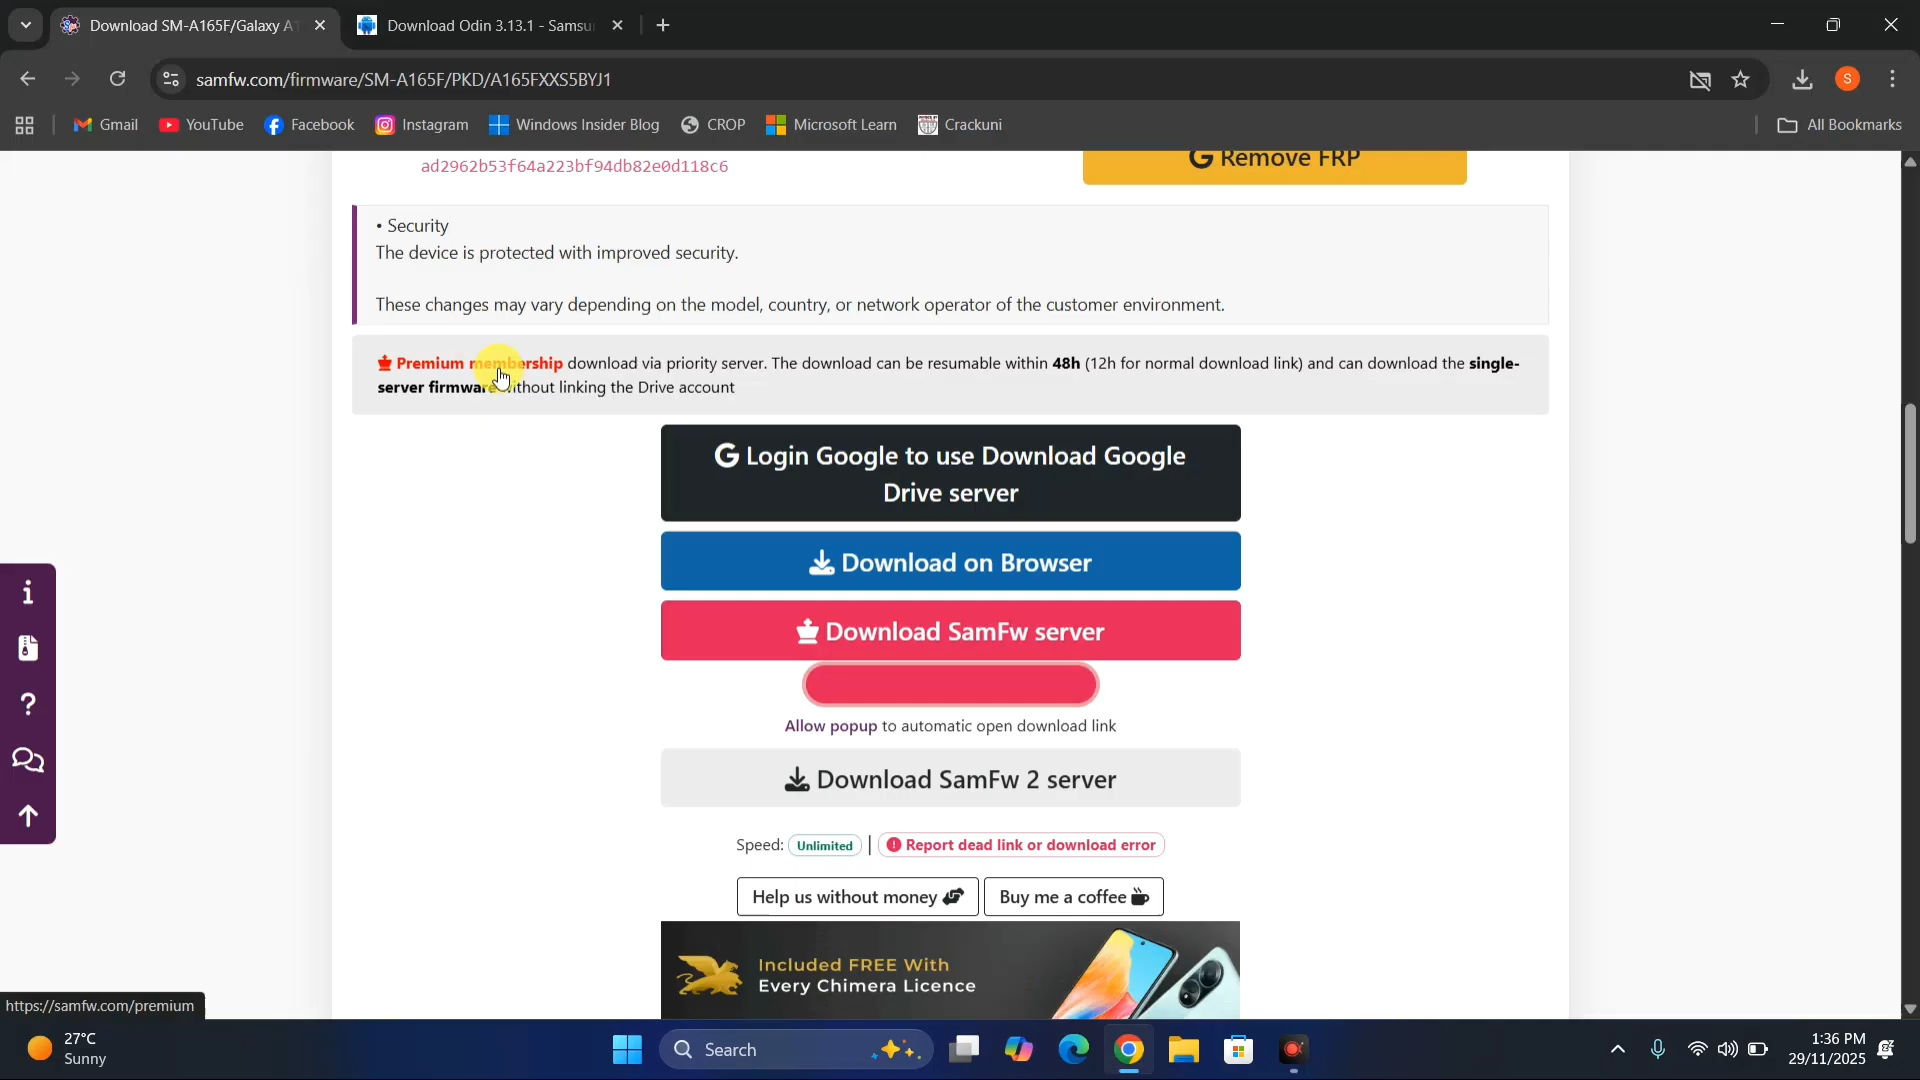 Download SM-A165F/Galaxy A1
Download Odin 3.13.1 - Samsu
samfw.com/firmware/SM-A165F/PKD/A165FXXS5BYJ1
S
Gmail
YouTube
Facebook
Instagram
Windows Insider Blog
CROP
Microsoft Learn
Crackuni
All Bookmarks
ad2962b53f64a223bf94db82e0d118c6
Remove FRP
• Security
The device is protected with improved security.
These changes may vary depending on the model, country, or network operator of the customer environment.
Premium membership download via priority server. The download can be resumable within 48h (12h for normal download link) and can download the single-
server firmware without linking the Drive account
Login Google to use Download Google
Drive server
Download on Browser
Download SamFw server
Allow popup to automatic open download link
Download SamFw 2 server
Speed: Unlimited | Report dead link or download error
Help us without money
Buy me a coffee
Included FREE With
Every Chimera Licence
https://samfw.com/premium
27°C
Sunny
Search
1:36 PM
29/11/2025